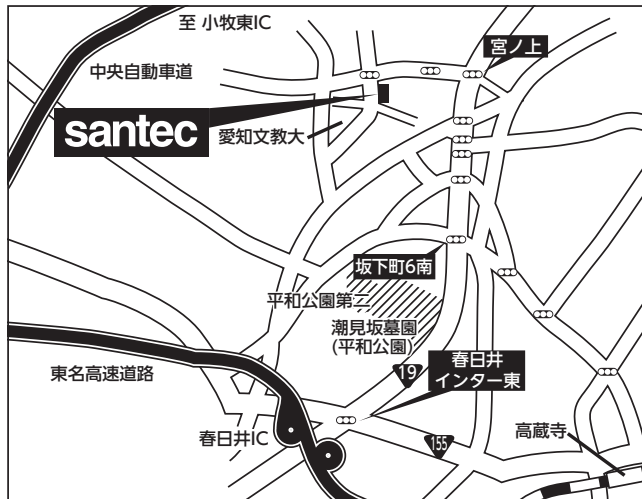 至 小牧東IC
宮ノ上
中央自動車道
santec
愛知文教大
坂下町6南
平和公園第二
潮見坂墓園
(平和公園)
19
春日井
インター東
東名高速道路
春日井IC
155
高蔵寺